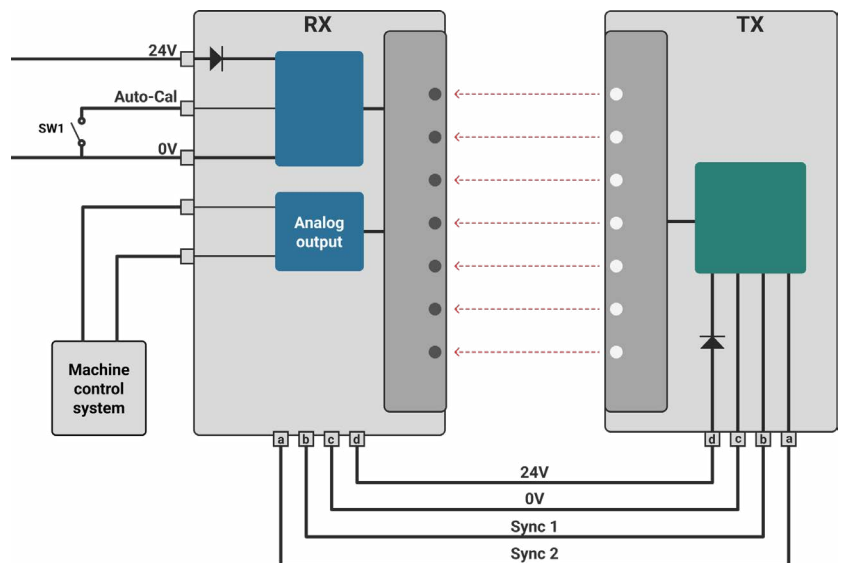 RX
TX
24V
Auto-Cal
SW1
0V
Analog
output
Machine
control
system
a b c d
d c b a
24V
0V
Sync 1
Sync 2